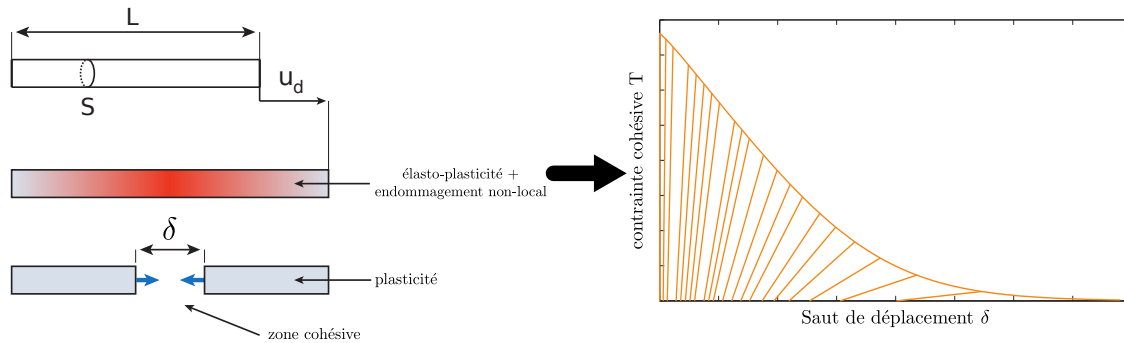 L
u_d
S
élasto-plasticité +
endommagement non-local
δ
plasticité
zone cohésive
contrainte cohésive T
Saut de déplacement δ